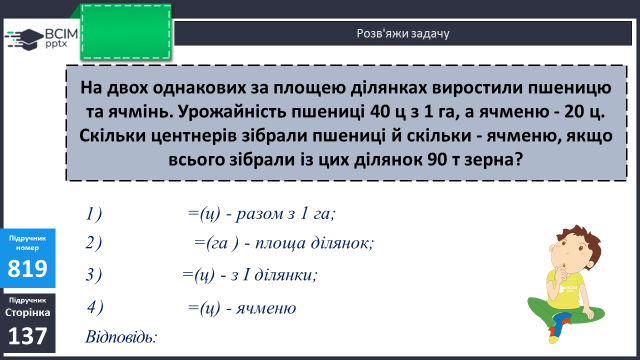 ВСІМ
pptx
Розв'яжи задачу
На двох однакових за площею ділянках виростили пшеницю
та ячмінь. Урожайність пшениці 40 ц з 1 га, а ячменю - 20 ц.
Скільки центнерів зібрали пшениці й скільки - ячменю, якщо
всього зібрали із цих ділянок 90 т зерна?
1) =(ц) - разом з 1 га;
2) =(га ) - площа ділянок;
3) =(ц) - з І ділянки;
4) =(ц) - ячменю
Відповідь:
Підручник
номер
819
Підручник
Сторінка
137